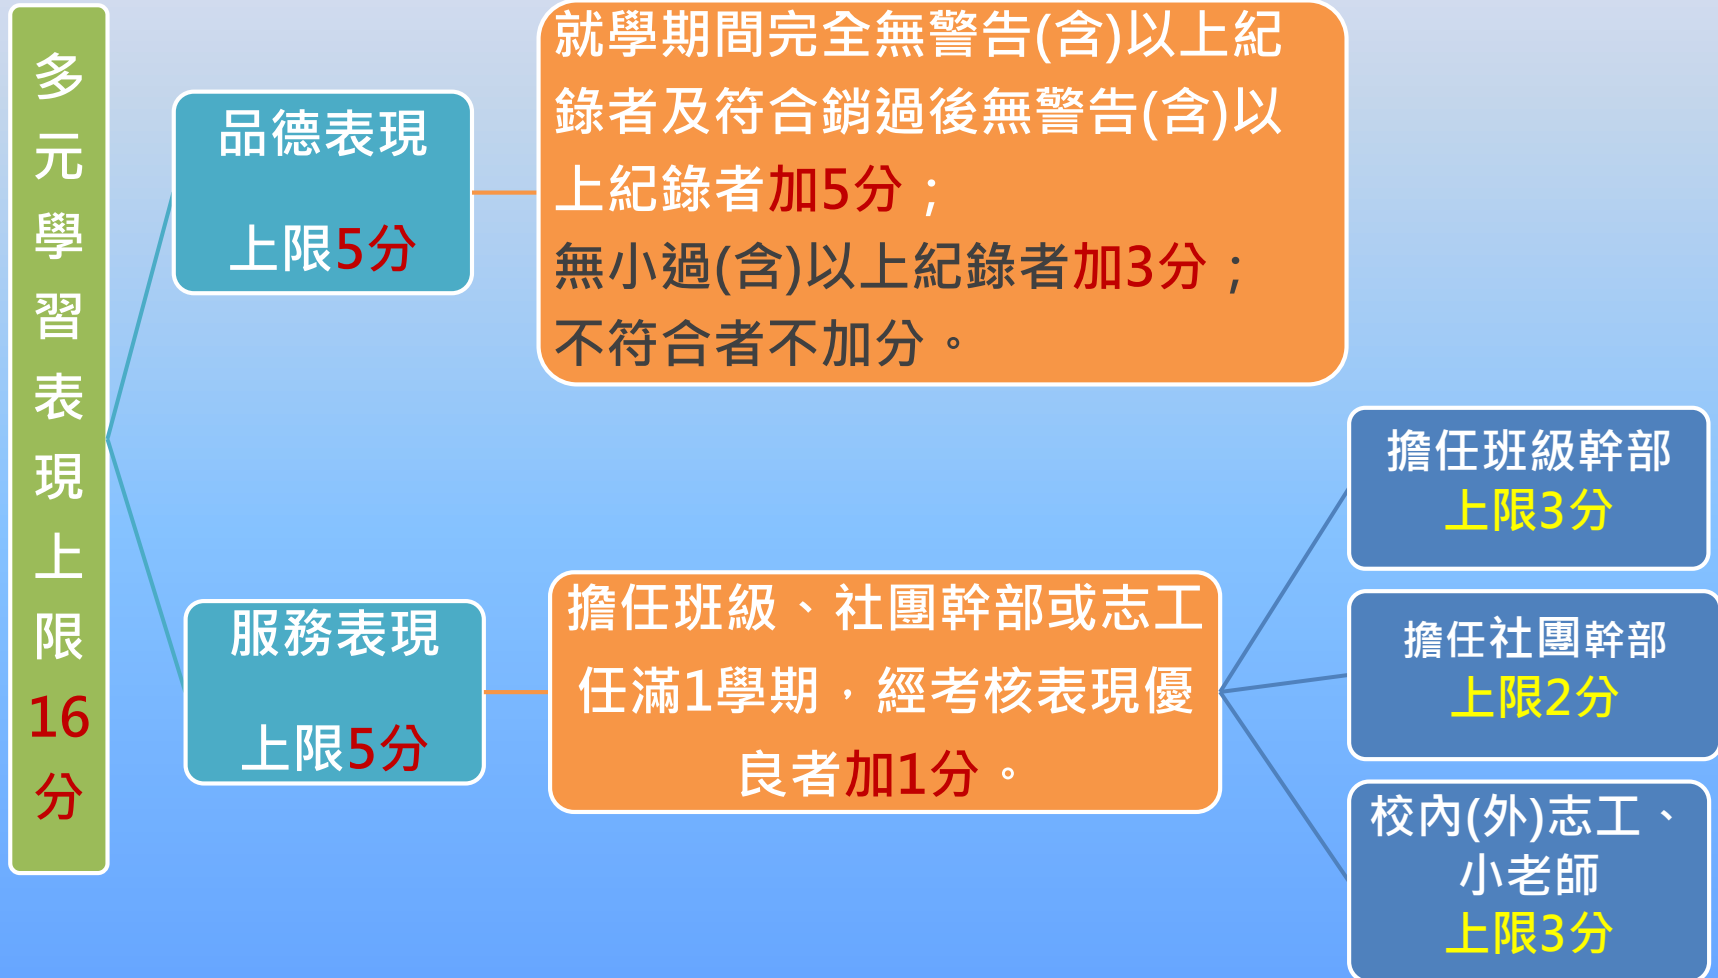 多
元
學
習
表
現
上
限
16
分
品德表現
上限5分
就學期間完全無警告(含)以上紀
錄者及符合銷過後無警告(含)以
上紀錄者加5分；
無小過(含)以上紀錄者加3分；
不符合者不加分。
服務表現
上限5分
擔任班級、社團幹部或志工
任滿1學期，經考核表現優
良者加1分。
擔任班級幹部
上限3分
擔任社團幹部
上限2分
校內(外)志工、
小老師
上限3分